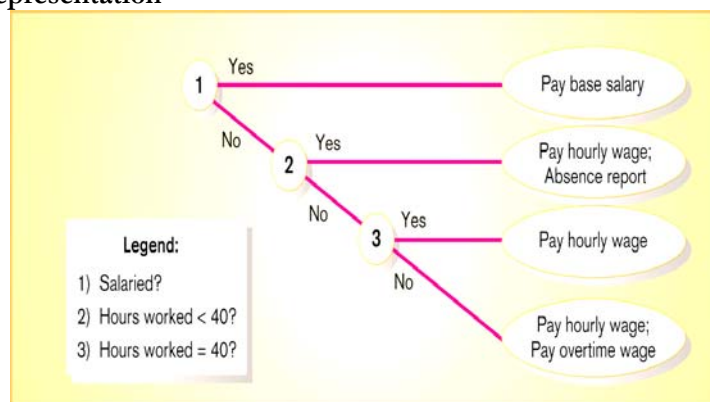 1
Yes
Pay base salary
No
2
Yes
Pay hourly wage;
Absence report
No
3
Yes
Pay hourly wage
No
Pay hourly wage;
Pay overtime wage
Legend:
1) Salaried?
2) Hours worked < 40?
3) Hours worked = 40?